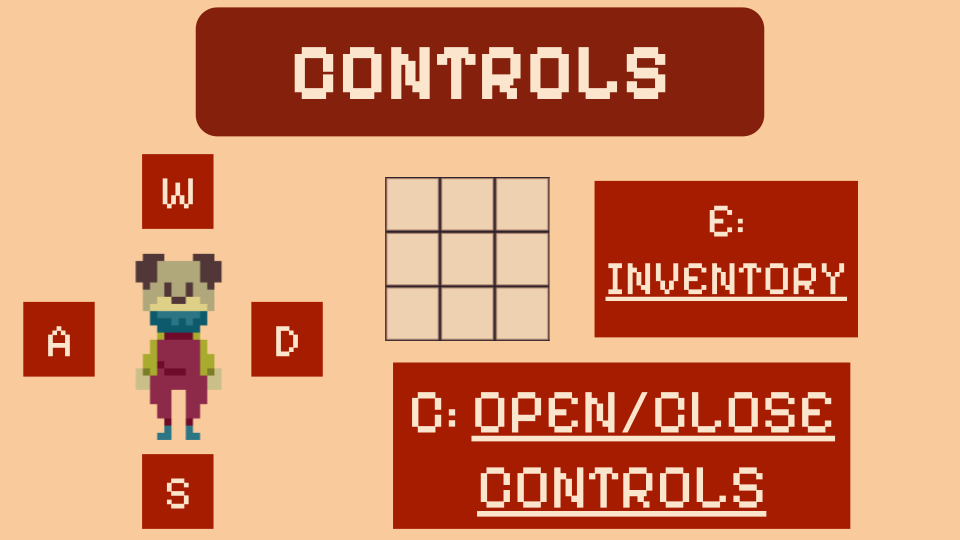 CONTROLS
W
A
D
S
E:
INVENTORY
C: OPEN/CLOSE
CONTROLS